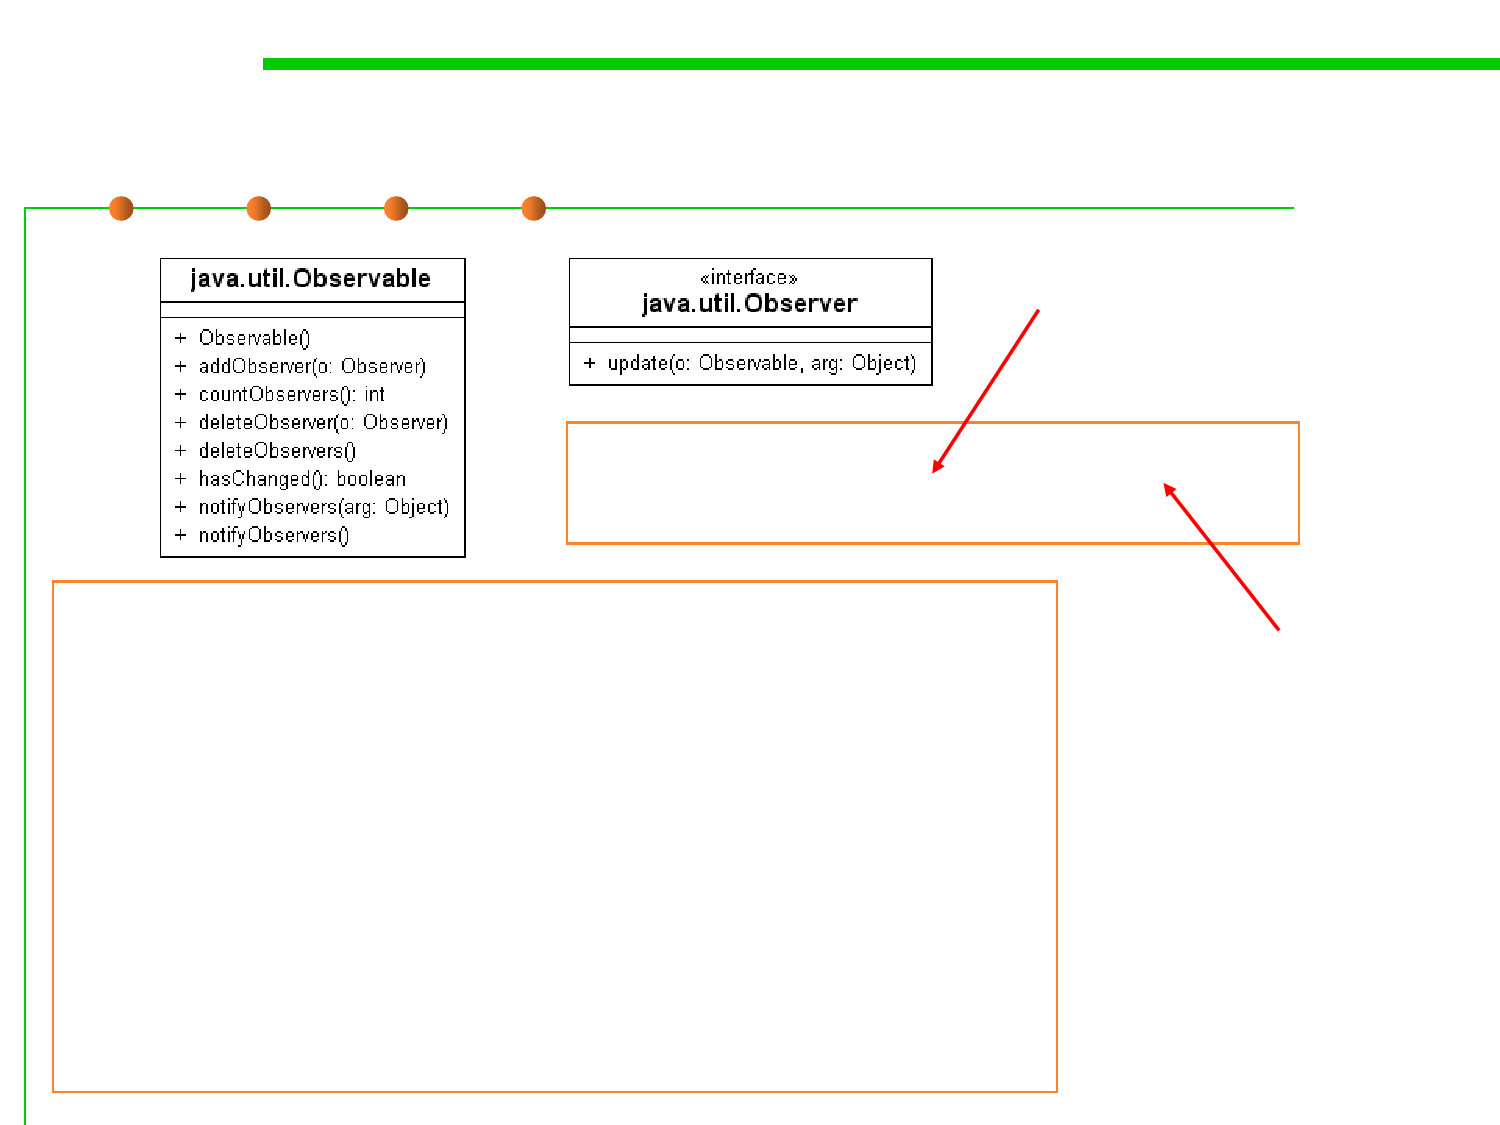 java.util.Observable
+ Observable()
+ addObserver(o: Observer)
+ countObservers(): int
+ deleteObserver(o: Observer)
+ deleteObservers()
+ hasChanged(): boolean
+ notifyObservers(arg: Object)
+ notifyObservers()
«interface»
java.util.Observer
+ update(o: Observable, arg: Object)